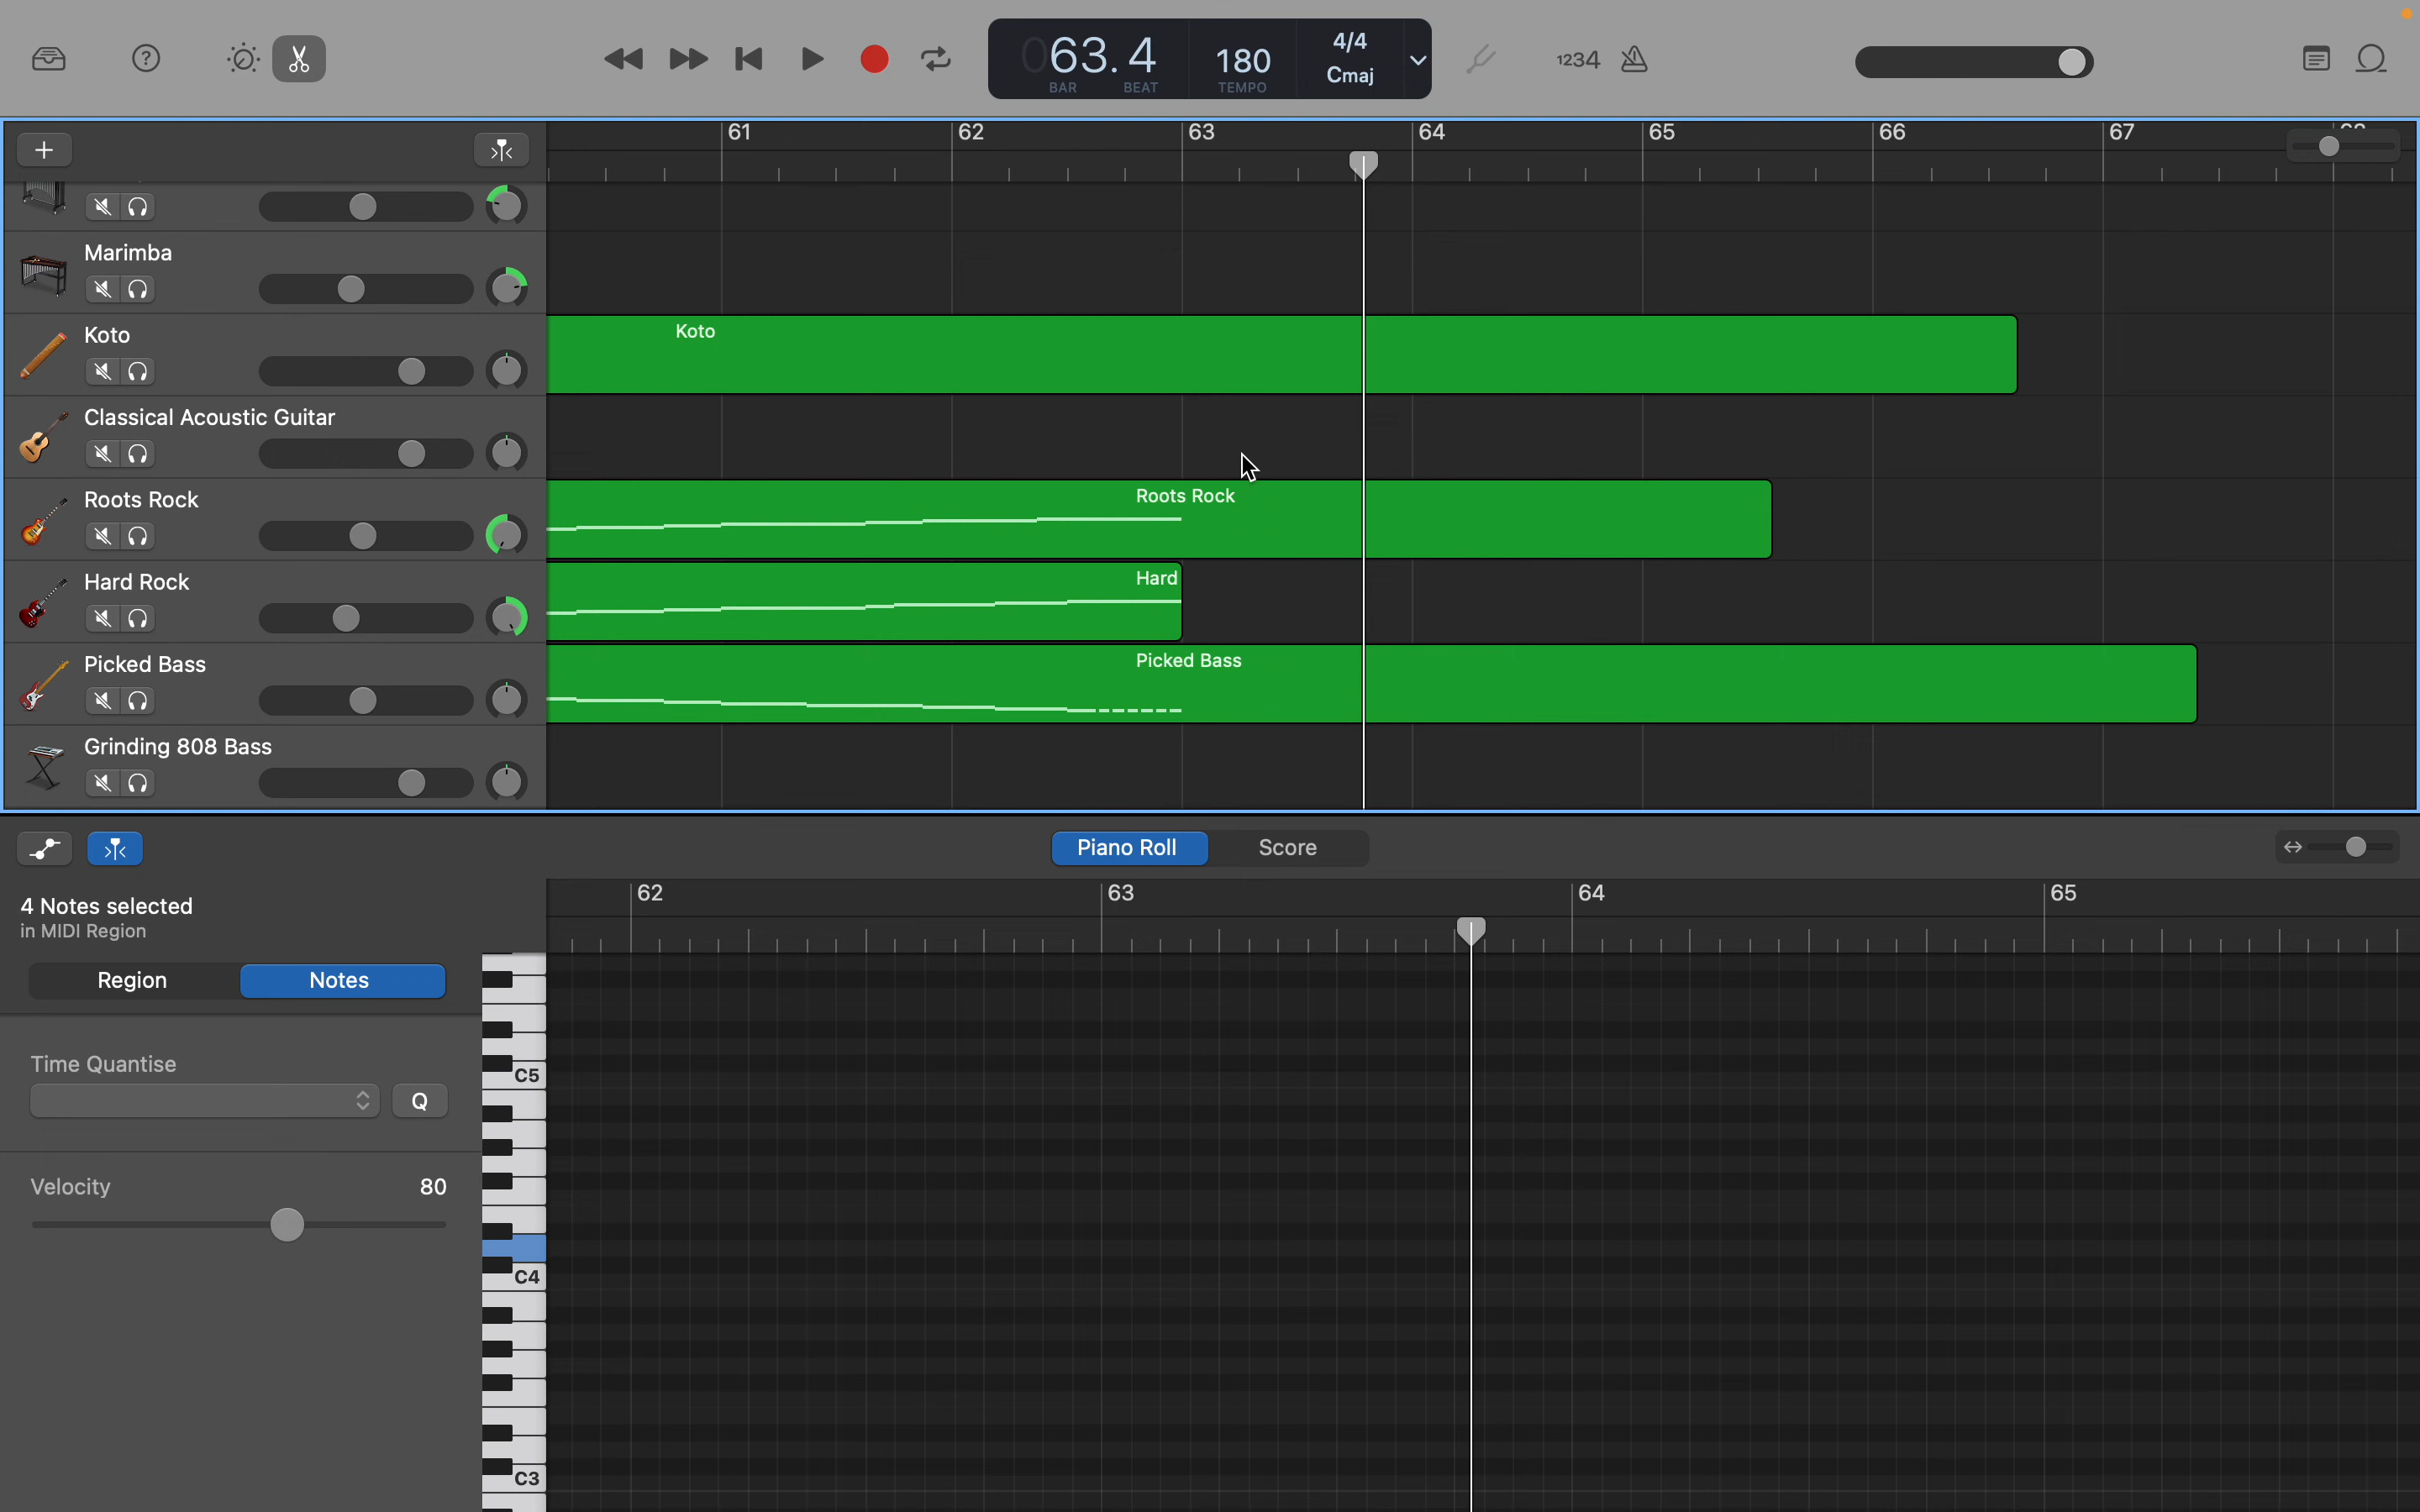 063.4
BAR BEAT
180
TEMPO
4/4
Cmaj
1234
61 62 63 64 65 66 67
Marimba
Koto
Koto
Classical Acoustic Guitar
Roots Rock
Roots Rock
Hard Rock
Hard
Picked Bass
Picked Bass
Grinding 808 Bass
Piano Roll Score
62 63 64 65
4 Notes selected
in MIDI Region
Region Notes
Time Quantise
Q
Velocity 80
C5
C4
C3